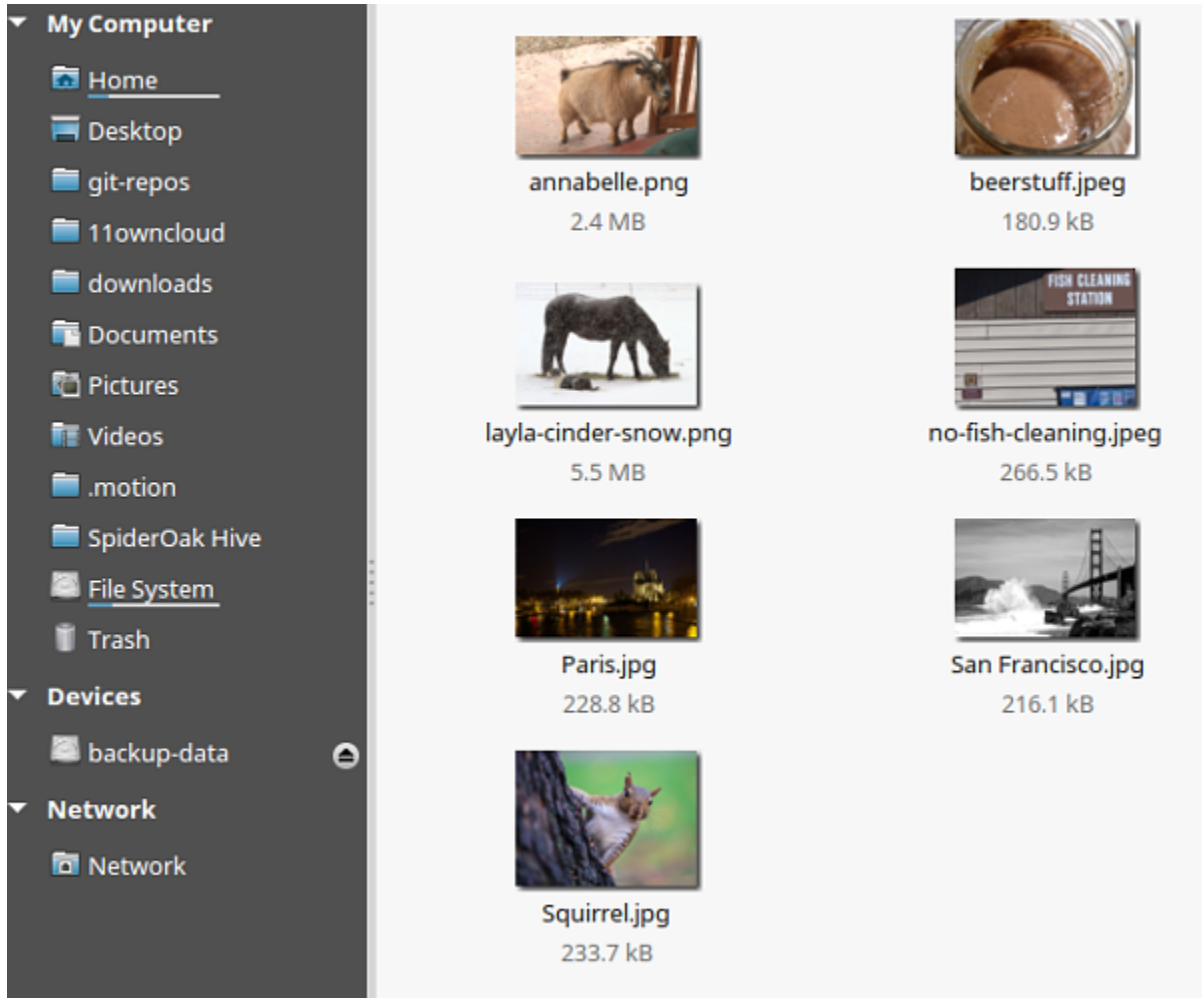 My Computer
Home
Desktop
git-repos
11owncloud
downloads
Documents
Pictures
Videos
.motion
SpiderOak Hive
File System
Trash
Devices
backup-data
Network
Network
annabelle.png
2.4 MB
beerstuff.jpeg
180.9 kB
FISH CLEANING
STATION
layla-cinder-snow.png
5.5 MB
no-fish-cleaning.jpeg
266.5 kB
Paris.jpg
228.8 kB
San Francisco.jpg
216.1 kB
Squirrel.jpg
233.7 kB